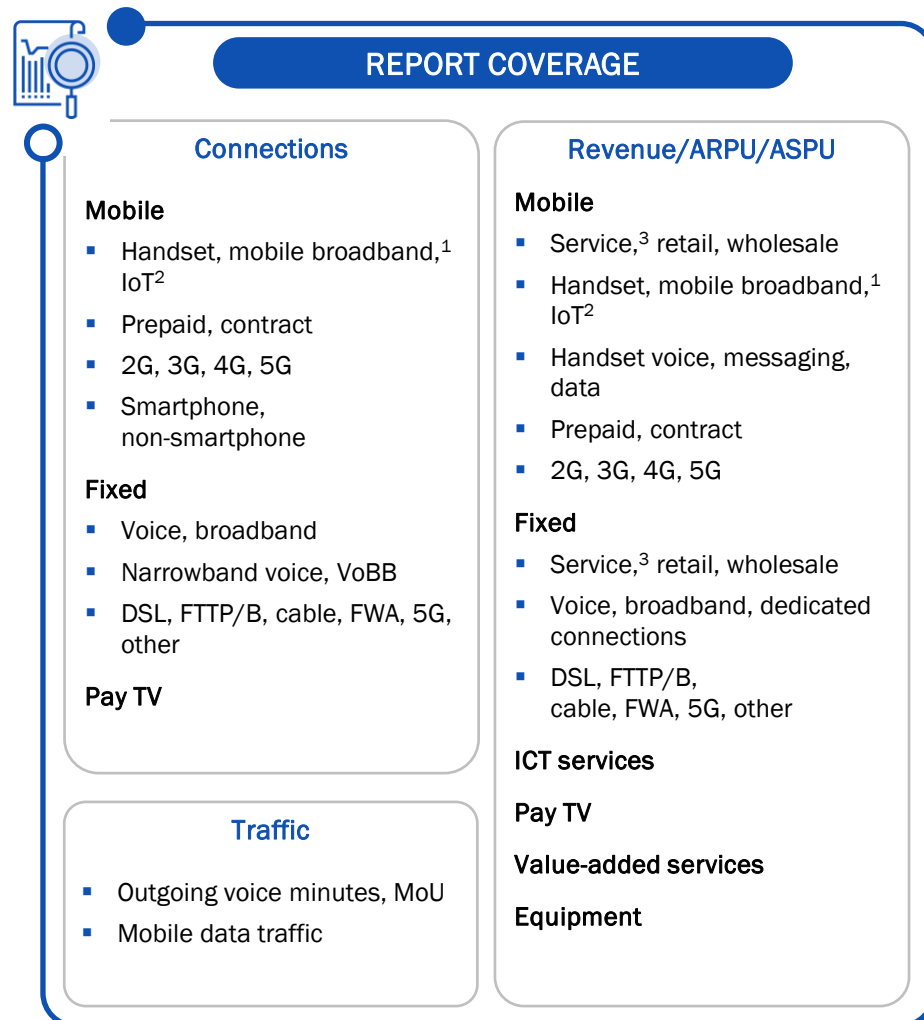 REPORT COVERAGE
Connections
Mobile
▪ Handset, mobile broadband,¹
IoT²
▪ Prepaid, contract
▪ 2G, 3G, 4G, 5G
▪ Smartphone,
non-smartphone
Fixed
▪ Voice, broadband
▪ Narrowband voice, VoBB
▪ DSL, FTTP/B, cable, FWA, 5G,
other
Pay TV
Traffic
▪ Outgoing voice minutes, MoU
▪ Mobile data traffic
Revenue/ARPU/ASPU
Mobile
▪ Service,³ retail, wholesale
▪ Handset, mobile broadband,¹
IoT²
▪ Handset voice, messaging,
data
▪ Prepaid, contract
▪ 2G, 3G, 4G, 5G
Fixed
▪ Service,³ retail, wholesale
▪ Voice, broadband, dedicated
connections
▪ DSL, FTTP/B,
cable, FWA, 5G, other
ICT services
Pay TV
Value-added services
Equipment